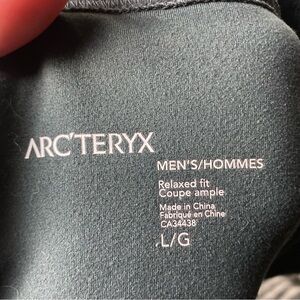 ARC'TERYX
MEN'S/HOMMES
Relaxed fit
Coupe ample
Made in China
Fabriqué en Chine
CA34438
L/G